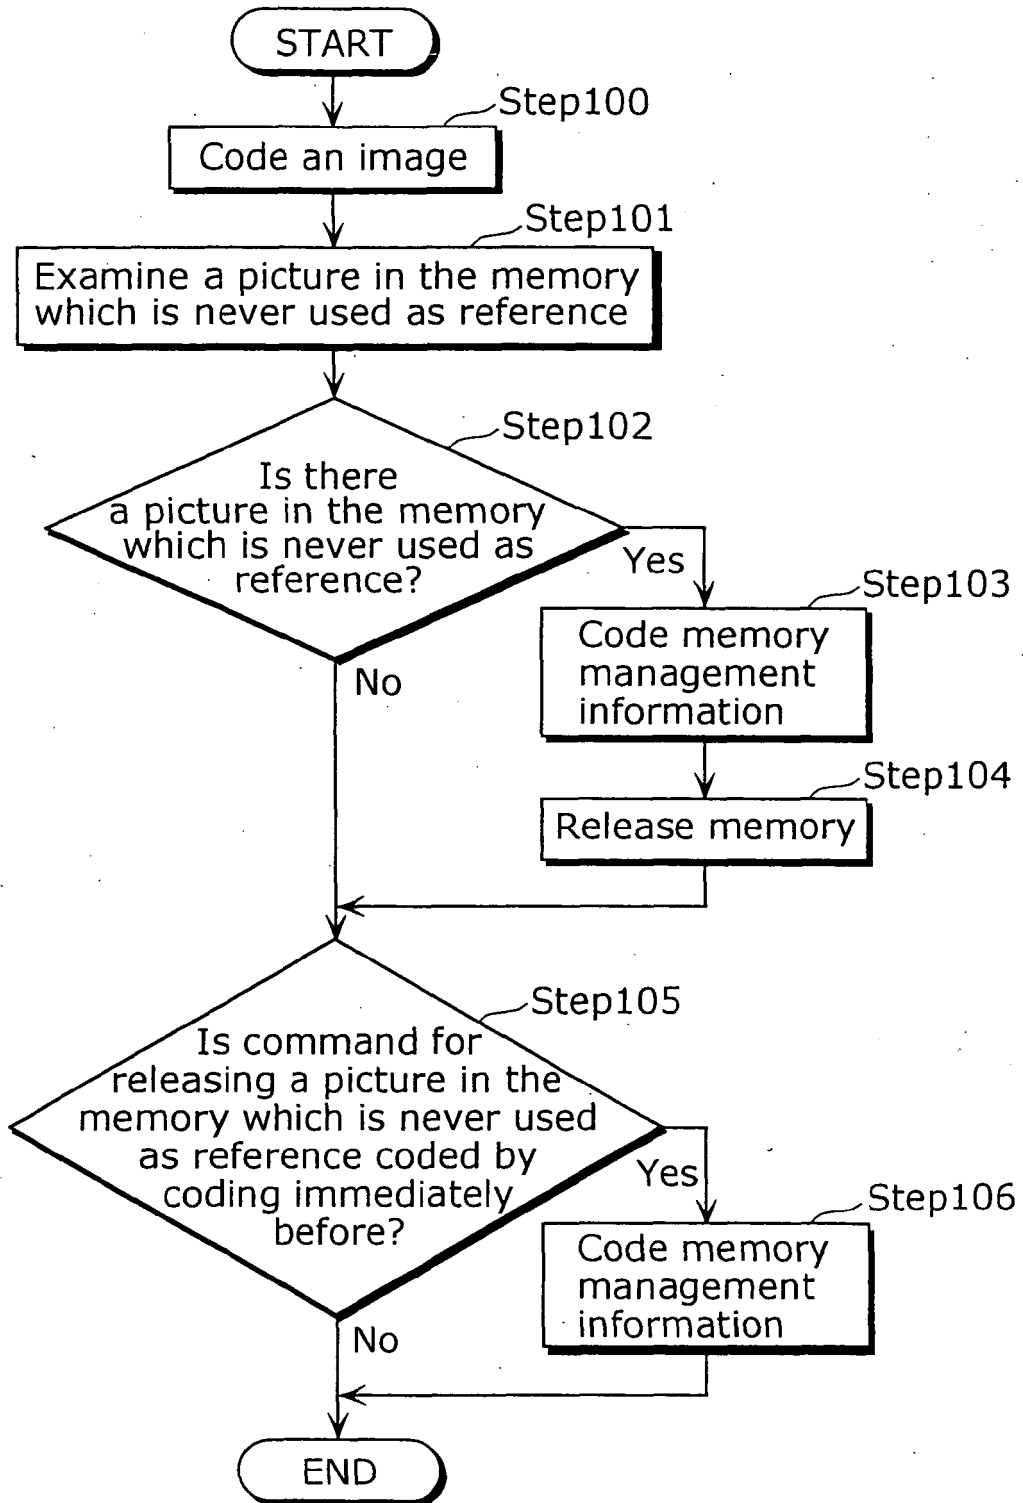 START
Step100
Code an image
Step101
Examine a picture in the memory
which is never used as reference
Step102
Is there
a picture in the memory
which is never used as
reference?
Yes
No
Step103
Code memory
management
information
Step104
Release memory
Step105
Is command for
releasing a picture in the
memory which is never used
as reference coded by
coding immediately
before?
Yes
No
Step106
Code memory
management
information
END